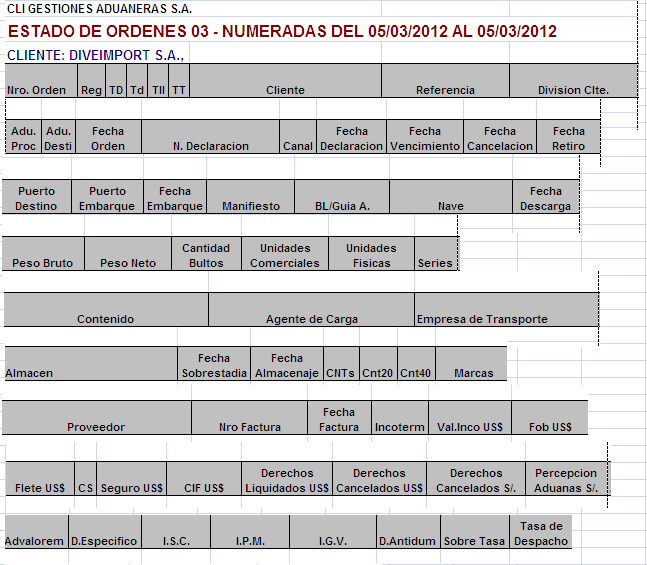 CLI GESTIONES ADUANERAS S.A.
ESTADO DE ORDENES 03 - NUMERADAS DEL 05/03/2012 AL 05/03/2012
CLIENTE: DIVEIMPORT S.A.,
Nro. Orden Reg TD Td TII TT Cliente Referencia Division Clte.
Adu. Adu. Fecha Fecha Fecha Fecha Fecha
Proc Desti Orden N. Declaracion Canal Declaracion Vencimiento Cancelacion Retiro
Puerto Puerto Fecha Fecha
Destino Embarque Embarque Manifiesto BL/Guia A. Nave Descarga
Cantidad Unidades Unidades
Peso Bruto Peso Neto Bultos Comerciales Fisicas Series
Contenido Agente de Carga Empresa de Transporte
Fecha Fecha
Almacen Sobrestadia Almacenaje CNTs Cnt20 Cnt40 Marcas
Fecha
Proveedor Nro Factura Factura Incoterm Val.Inco US$ Fob US$
Derechos Derechos Derechos Percepcion
Flete US$ CS Seguro US$ CIF US$ Liquidados US$ Cancelados US$ Cancelados S/. Aduanas S/.
Tasa de
Advalorem D.Especifico I.S.C. I.P.M. I.G.V. D.Antidum Sobre Tasa Despacho